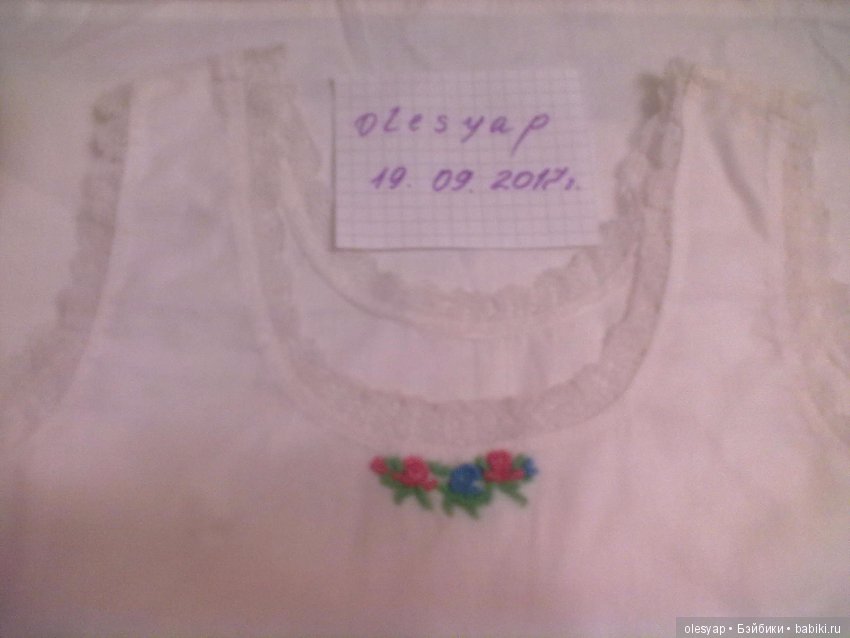 olesyap
19. 09. 2017г.
olesyap • Бэйбики • babiki.ru